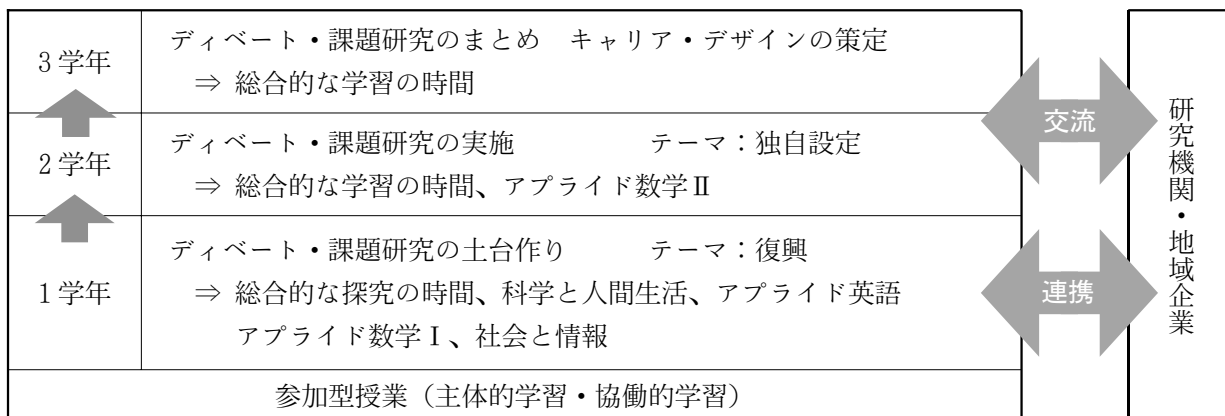 3学年
ディベート・課題研究のまとめ　キャリア・デザインの策定
⇒ 総合的な学習の時間
2学年
ディベート・課題研究の実施　　　　　テーマ：独自設定
⇒ 総合的な学習の時間、アプライド数学Ⅱ
1学年
ディベート・課題研究の土台作り　　　テーマ：復興
⇒ 総合的な探究の時間、科学と人間生活、アプライド英語
アプライド数学Ⅰ、社会と情報
参加型授業（主体的学習・協働的学習）
交流
連携
研究機関・地域企業